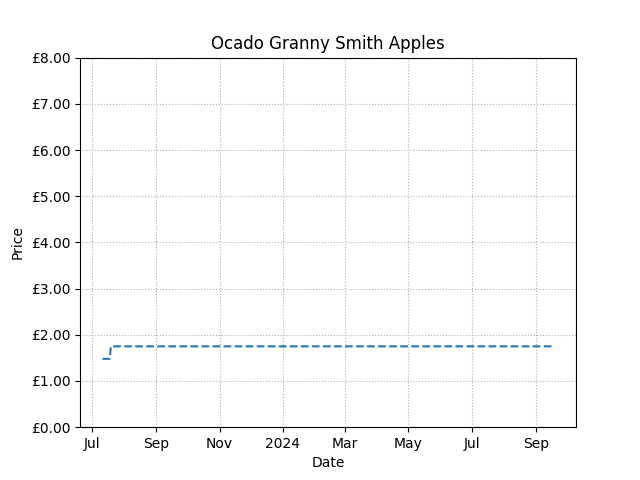 Ocado Granny Smith Apples
£8.00
£7.00
£6.00
£5.00
£4.00
£3.00
£2.00
£1.00
£0.00
Price
Jul Sep Nov 2024 Mar May Jul Sep
Date